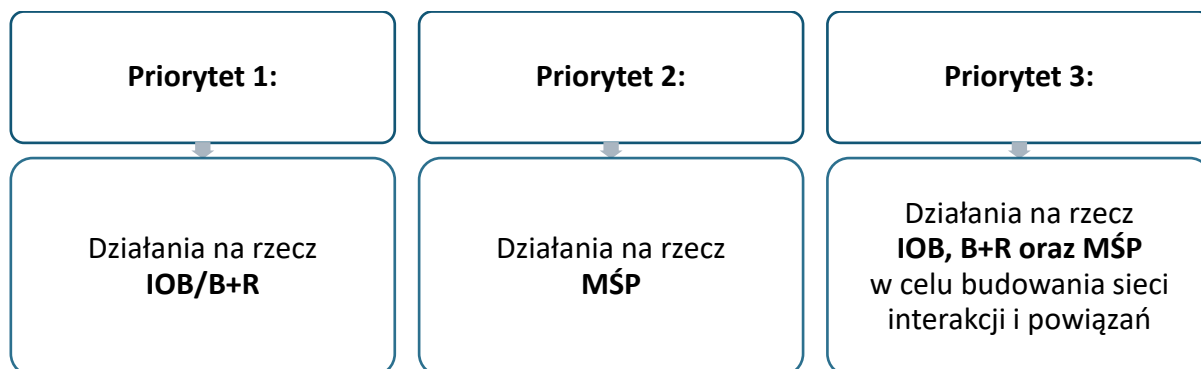 Priorytet 1:
Priorytet 2:
Priorytet 3:
Działania na rzecz
IOB/B+R
Działania na rzecz
MŚP
Działania na rzecz
IOB, B+R oraz MŚP
w celu budowania sieci
interakcji i powiązań